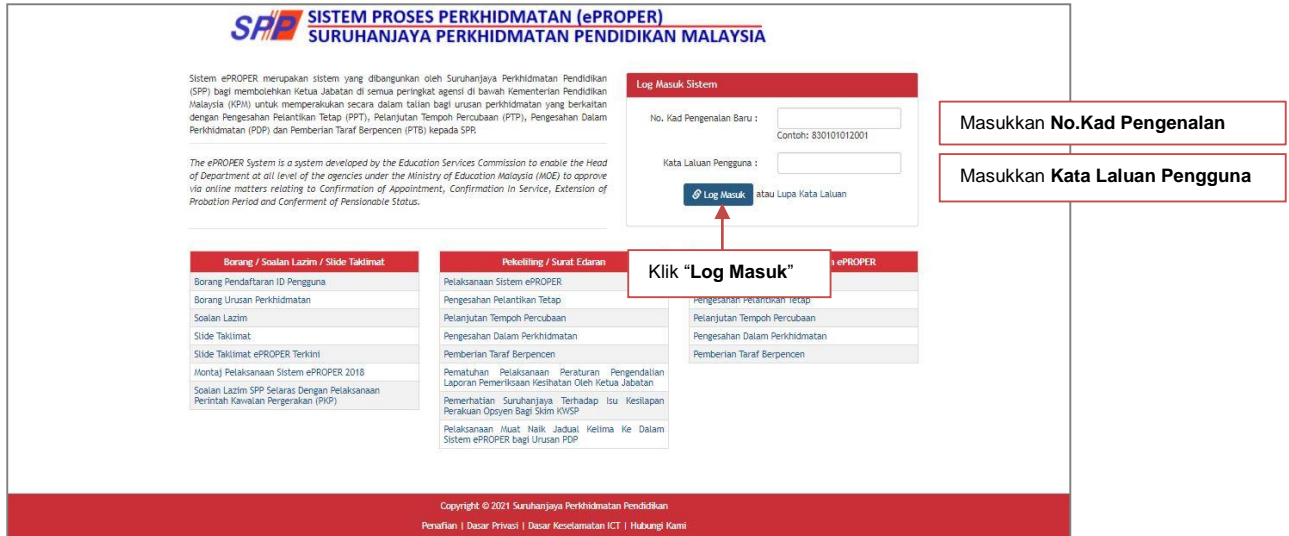 SPP
SISTEM PROSES PERKHIDMATAN (ePROPER)
SURUHANJAYA PERKHIDMATAN PENDIDIKAN MALAYSIA
Sistem ePROPER merupakan sistem yang dibangunkan oleh Suruhanjaya Perkhidmatan Pendidikan
(SPP) bagi membolehkan Ketua Jabatan di semua peringkat agensi di bawah Kementerian Pendidikan
Malaysia (KPM) untuk memperakukan secara dalam talian bagi urusan perkhidmatan yang berkaitan
dengan Pengesahan Pelantikan Tetap (PPT), Pelanjutan Tempoh Percubaan (PTP), Pengesahan Dalam
Perkhidmatan (PDP) dan Pemberian Taraf Berpencen (PTB) kepada SPP.
The ePROPER System is a system developed by the Education Services Commission to enable the Head
of Department at all level of the agencies under the Ministry of Education Malaysia (MOE) to approve
via online matters relating to Confirmation of Appointment, Confirmation In Service, Extension of
Probation Period and Conferment of Pensionable Status.
Log Masuk Sistem
No. Kad Pengenalan Baru :
Contoh: 830101012001
Kata Laluan Pengguna :
Log Masuk atau Lupa Kata Laluan
Masukkan No.Kad Pengenalan
Masukkan Kata Laluan Pengguna
Klik “Log Masuk”
Borang / Soalan Lazim / Slide Taklimat
Borang Pendaftaran ID Pengguna
Borang Urusan Perkhidmatan
Soalan Lazim
Slide Taklimat
Slide Taklimat ePROPER Terkini
Montaj Pelaksanaan Sistem ePROPER 2018
Soalan Lazim SPP Selaras Dengan Pelaksanaan
Perintah Kawalan Pergerakan (PKP)
Pekeliling / Surat Edaran
Pelaksanaan Sistem ePROPER
Pengesahan Pelantikan Tetap
Pelanjutan Tempoh Percubaan
Pengesahan Dalam Perkhidmatan
Pemberian Taraf Berpencen
Pematuhan Pelaksanaan Peraturan Pengendalian
Laporan Pemeriksaan Kesihatan Oleh Ketua Jabatan
Pemerhatian Suruhanjaya Terhadap Isu Kesilapan
Perakuan Opsyen Bagi Skim KWSP
Pelaksanaan Muat Naik Jadual Kelima Ke Dalam
Sistem ePROPER bagi Urusan PDP
ePROPER
Pengesahan Pelantikan Tetap
Pelanjutan Tempoh Percubaan
Pengesahan Dalam Perkhidmatan
Pemberian Taraf Berpencen
Copyright © 2021 Suruhanjaya Perkhidmatan Pendidikan
Penafian | Dasar Privasi | Dasar Keselamatan ICT | Hubungi Kami